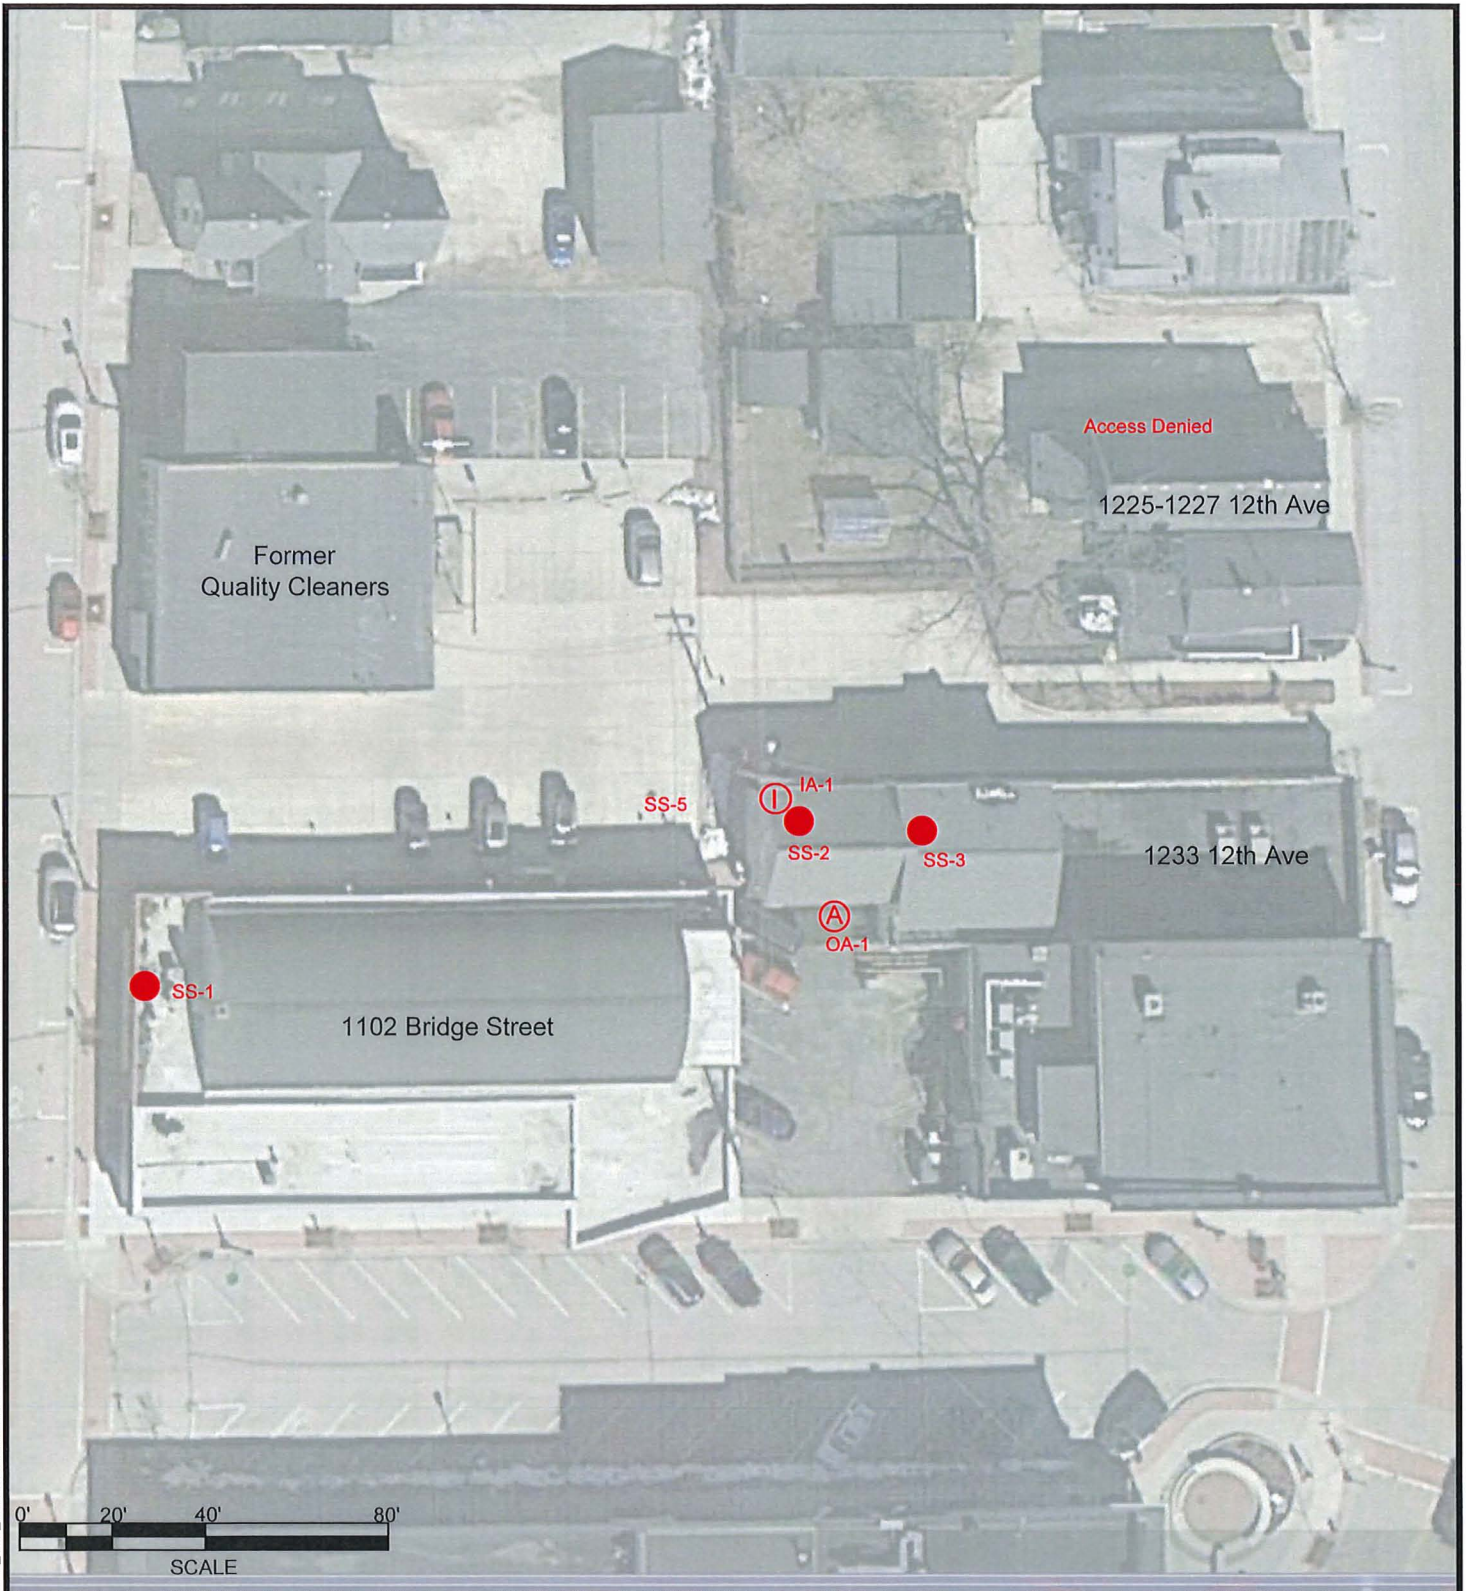 Access Denied
1225-1227 12th Ave
Former
Quality Cleaners
IA-1
I
SS-5
SS-2
SS-3
1233 12th Ave
A
OA-1
SS-1
1102 Bridge Street
0' 20' 40' 80'
SCALE